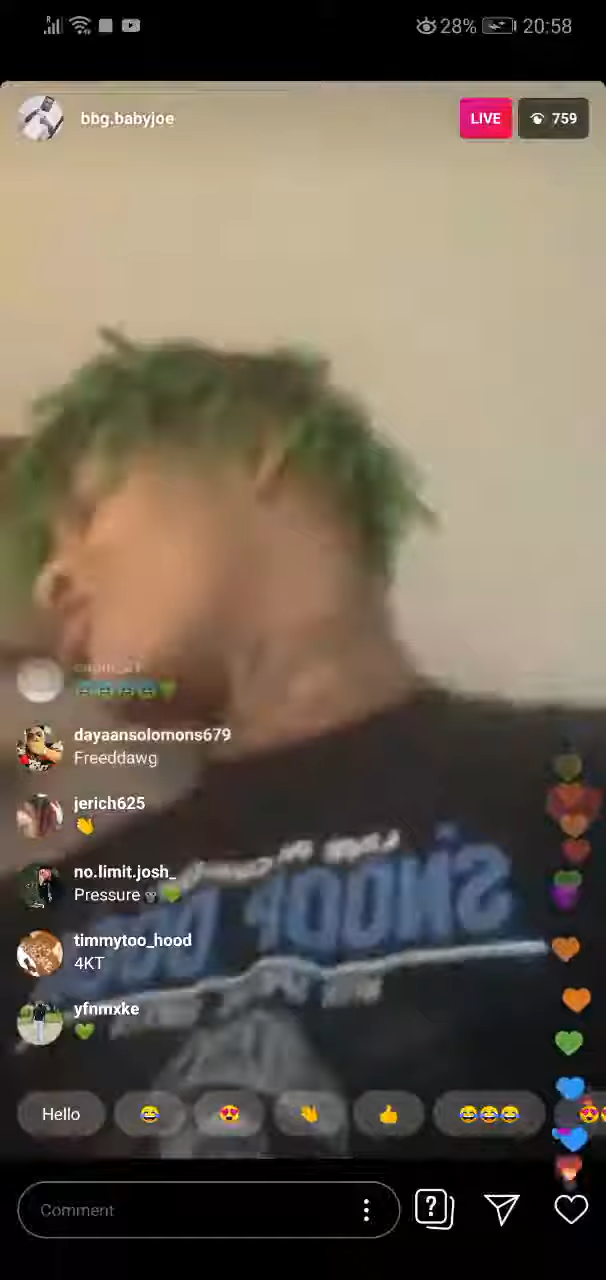 28% 20:58
bbg.babyjoe
LIVE 759
dayaansolomons679
Freeddawg
jerich625
no.limit.josh_
Pressure
SNOOP
timmytoo_hood
4KT
yfnmxke
Hello
Comment